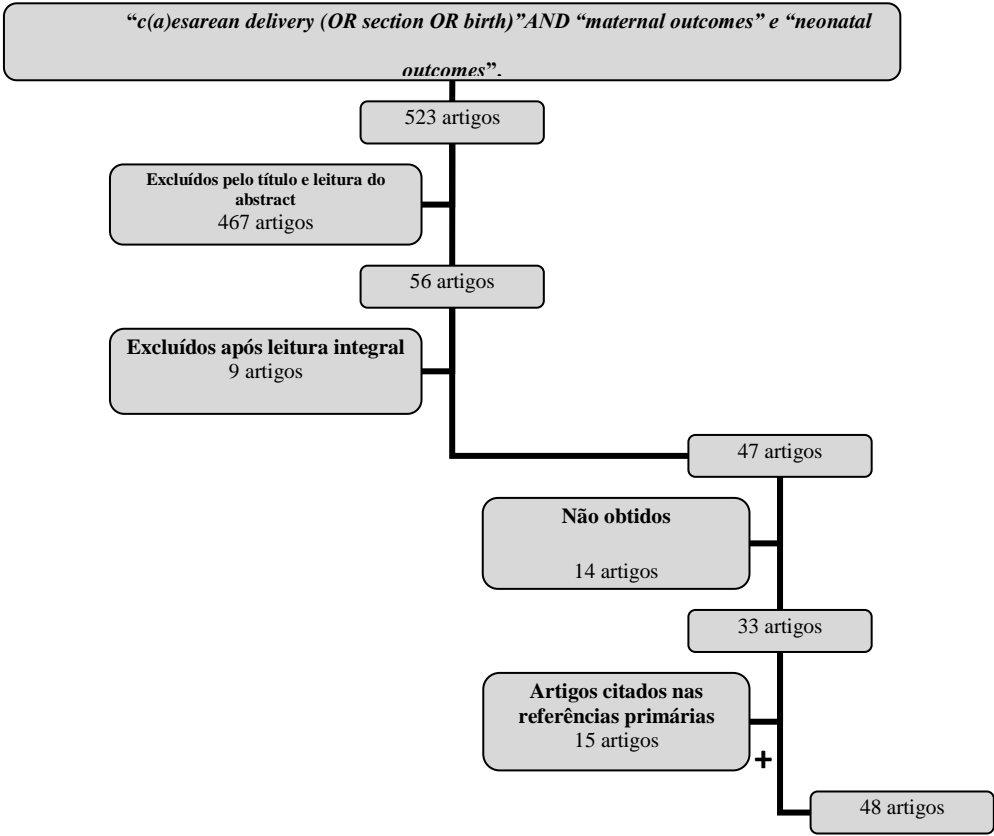 “c(a)esarean delivery (OR section OR birth)”AND “maternal outcomes” e “neonatal
outcomes”.
523 artigos
Excluídos pelo título e leitura do
abstract
467 artigos
56 artigos
Excluídos após leitura integral
9 artigos
47 artigos
Não obtidos
14 artigos
33 artigos
Artigos citados nas
referências primárias
15 artigos
+
48 artigos